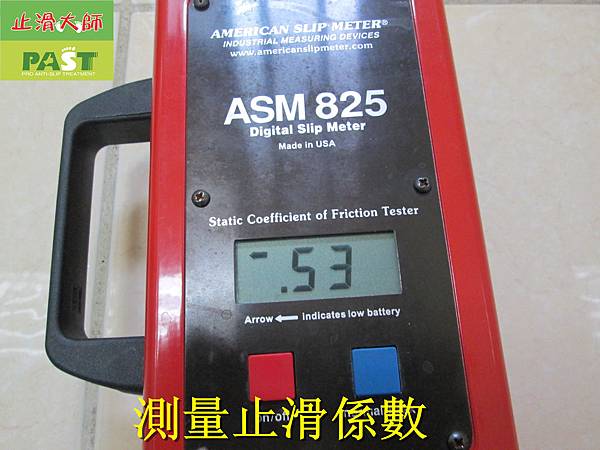 止滑大師
PAST
PRO ANTI-SLIP TREATMENT
AMERICAN SLIP METER®
INDUSTRIAL MEASURING DEVICES
www.americanslipmeter.com
ASM 825
Digital Slip Meter
Made in USA
Static Coefficient of Friction Tester
-.53
Arrow ← indicates low battery
on/off
測量止滑係數